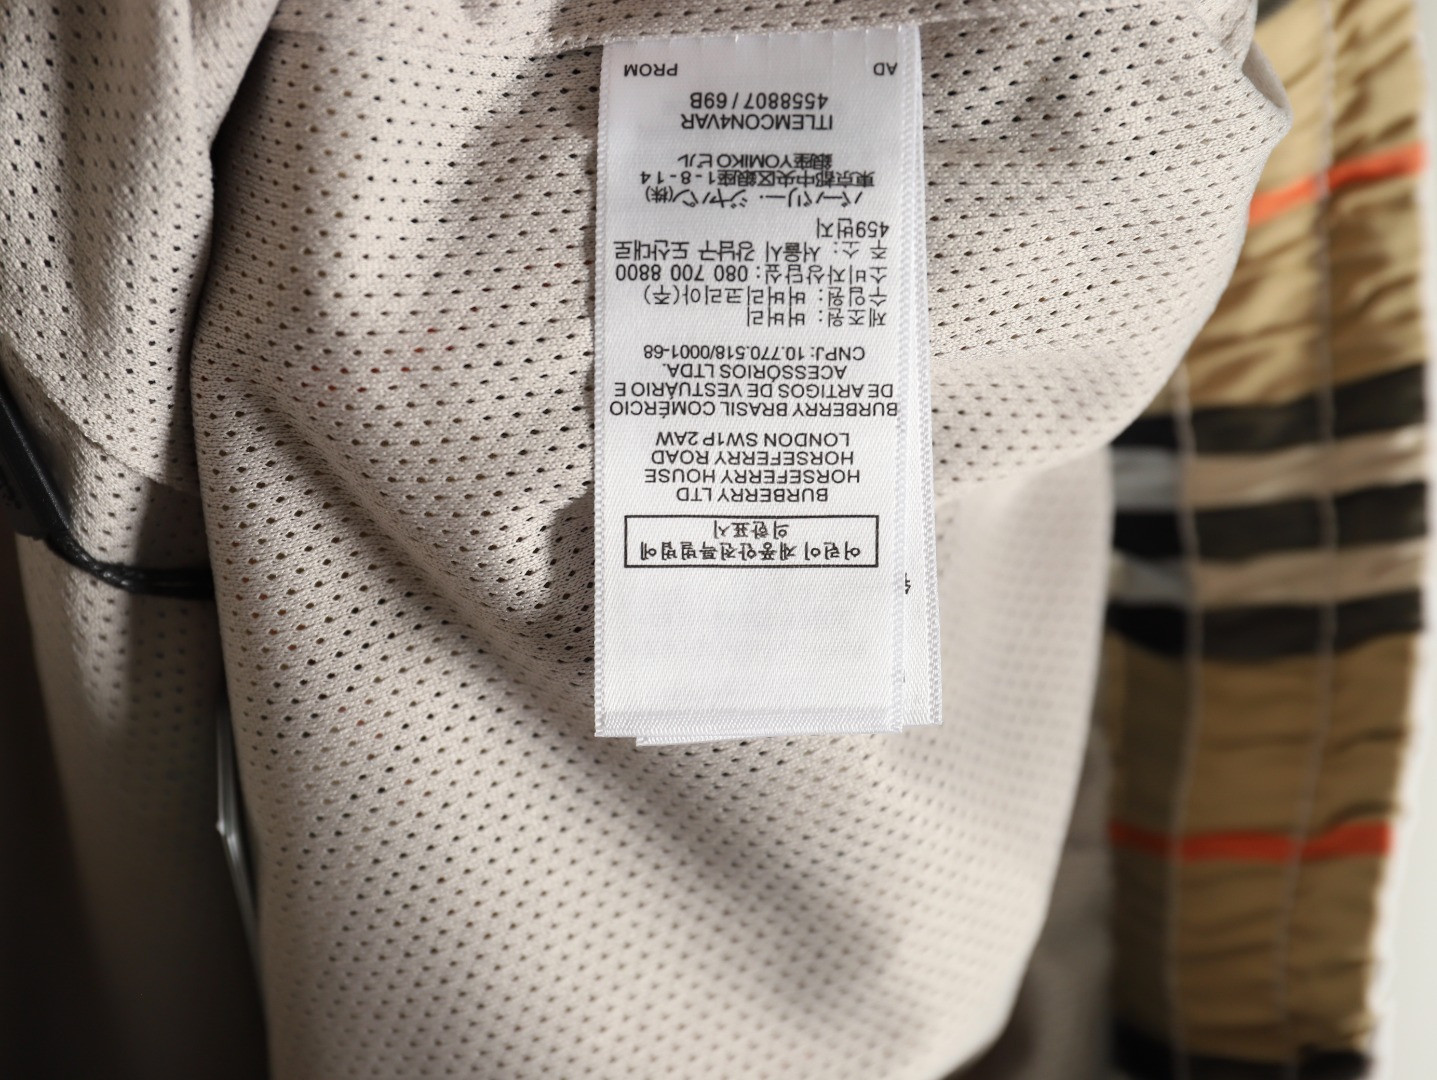 어린이 제품안전특별법에
의한표시
BURBERRY LTD
HORSEFERRY HOUSE
HORSEFERRY ROAD
LONDON SW1P 2AW
BURBERRY BRASIL COMÉRCIO
DE ARTIGOS DE VESTUÁRIO E
ACESSÓRIOS LTDA.
CNPJ: 10.770.518/0001-68
제조원 : 버버리
수입원 : 버버리코리아(주)
소비자상담실 : 080 700 8800
주 소 : 서울시 강남구 도산대로
459번지
バーバリー・ジャパン(株)
東京都中央区銀座1-8-14
銀座YOMIKOビル
ITLEMCON4VAR
4558807 / 69B
AD PROM